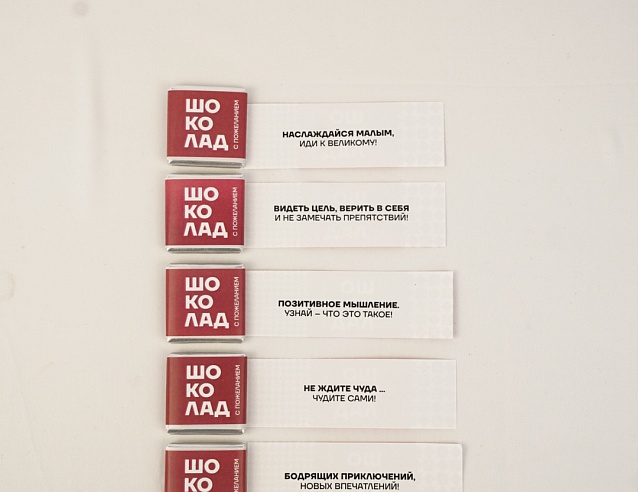 ШО
КО
ЛАД
С ПОЖЕЛАНИЕМ
НАСЛАЖДАЙСЯ МАЛЫМ,
ИДИ К ВЕЛИКОМУ!
ШО
КО
ЛАД
С ПОЖЕЛАНИЕМ
ВИДЕТЬ ЦЕЛЬ, ВЕРИТЬ В СЕБЯ
И НЕ ЗАМЕЧАТЬ ПРЕПЯТСТВИЙ!
ШО
КО
ЛАД
С ПОЖЕЛАНИЕМ
ПОЗИТИВНОЕ МЫШЛЕНИЕ.
УЗНАЙ – ЧТО ЭТО ТАКОЕ!
ШО
КО
ЛАД
С ПОЖЕЛАНИЕМ
НЕ ЖДИТЕ ЧУДА ...
ЧУДИТЕ САМИ!
ШО
КО
ПОЖЕЛАНИЕМ
БОДРЯЩИХ ПРИКЛЮЧЕНИЙ,
НОВЫХ ВПЕЧАТЛЕНИЙ!